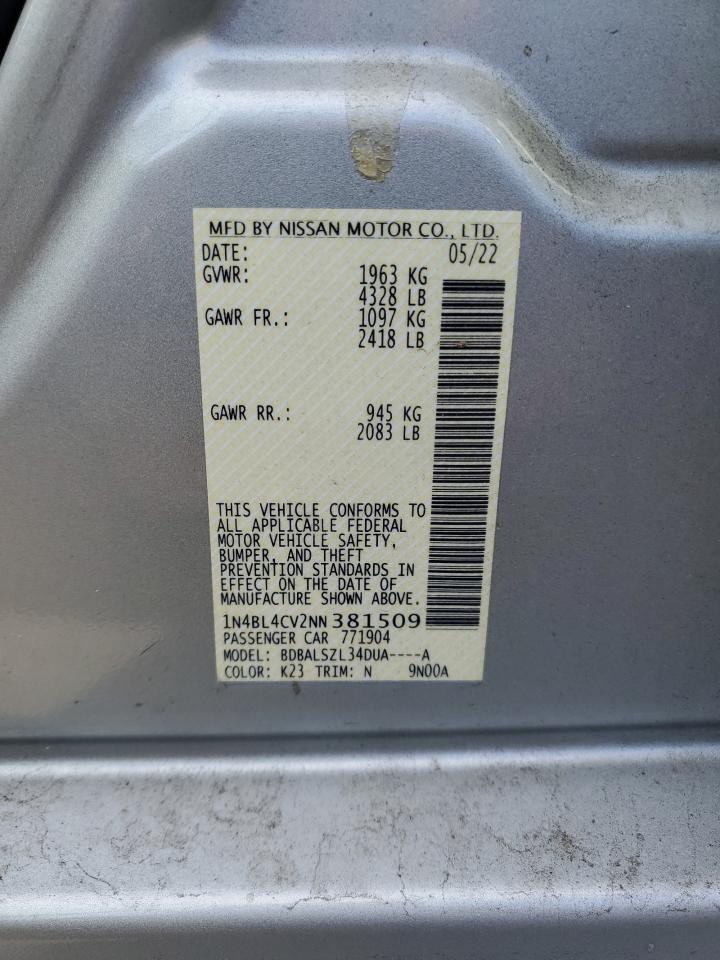 MFD BY NISSAN MOTOR CO., LTD.
DATE: 05/22
GVWR: 1963 KG
4328 LB
GAWR FR.: 1097 KG
2418 LB
GAWR RR.: 945 KG
2083 LB
THIS VEHICLE CONFORMS TO
ALL APPLICABLE FEDERAL
MOTOR VEHICLE SAFETY,
BUMPER, AND THEFT
PREVENTION STANDARDS IN
EFFECT ON THE DATE OF
MANUFACTURE SHOWN ABOVE.
1N4BL4CV2NN381509
PASSENGER CAR 771904
MODEL: BDBALSZL34DUA----A
COLOR: K23 TRIM: N 9N00A